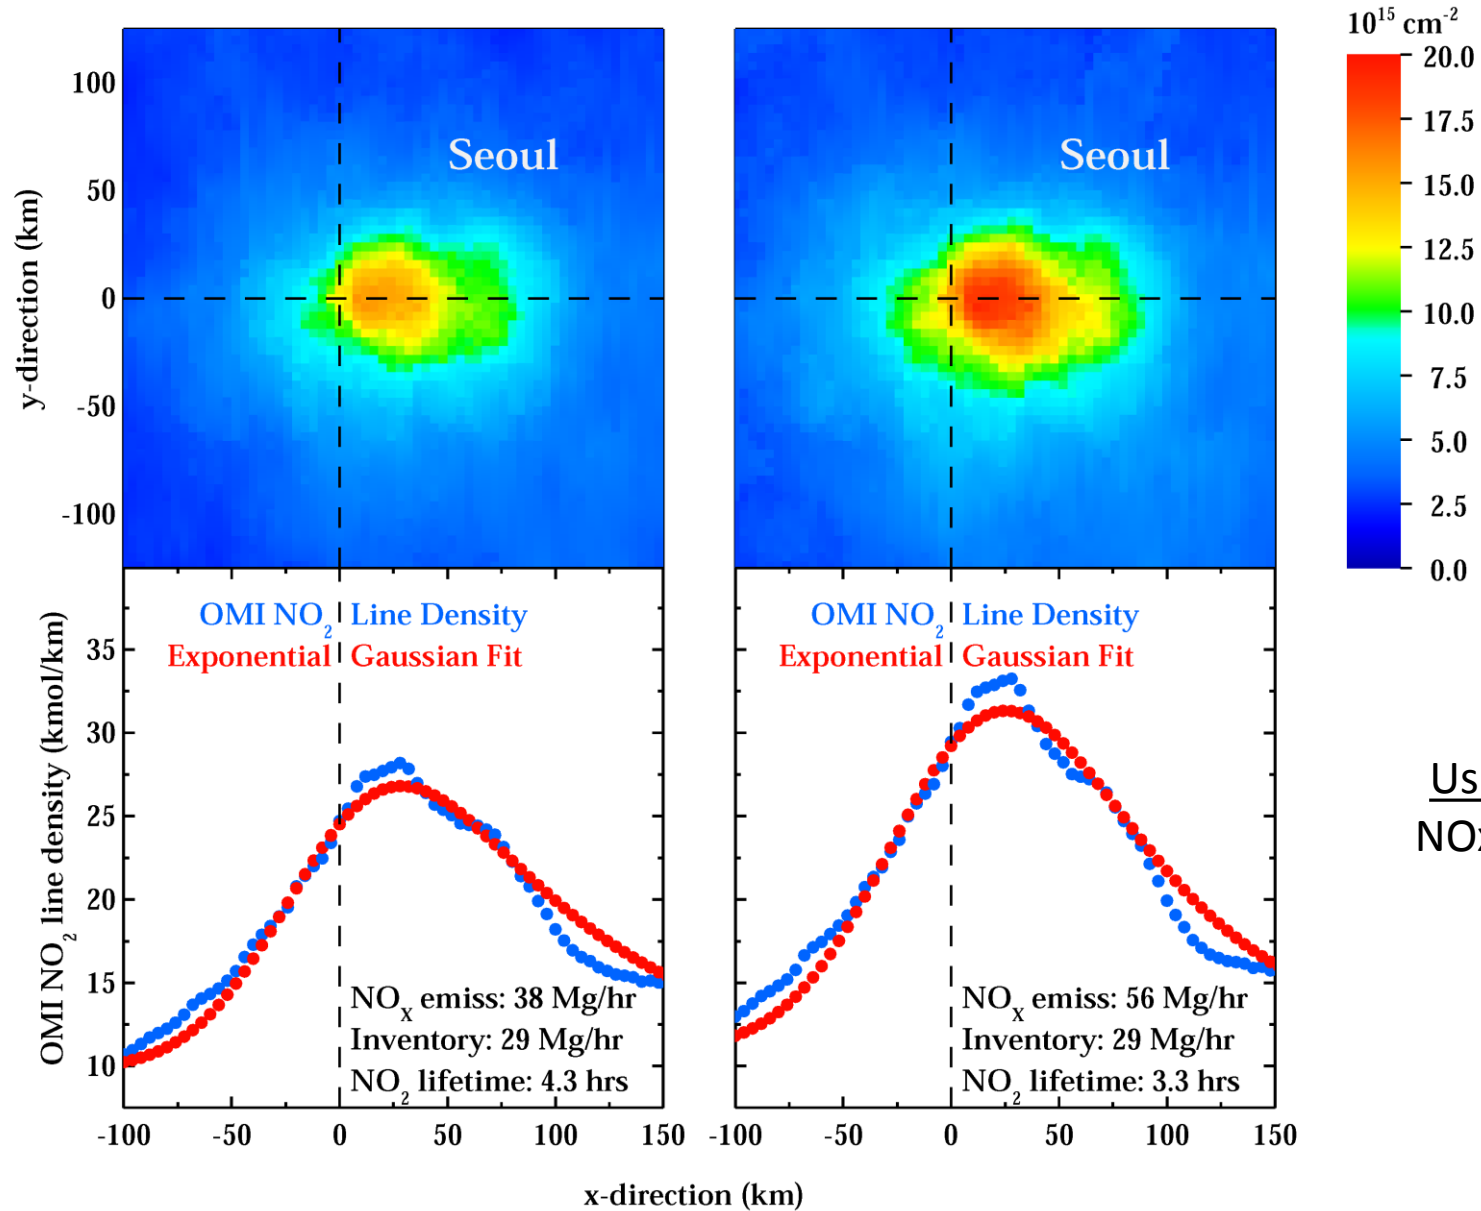 10¹⁵ cm⁻²
20.0
17.5
15.0
12.5
10.0
7.5
5.0
2.5
0.0
y-direction (km)
100
50
0
-50
-100
Seoul
Seoul
OMI NO₂ line density (kmol/km)
35
30
25
20
15
10
OMI NO₂ Line Density
Exponential Gaussian Fit
NOₓ emiss: 38 Mg/hr
Inventory: 29 Mg/hr
NO₂ lifetime: 4.3 hrs
OMI NO₂ Line Density
Exponential Gaussian Fit
NOₓ emiss: 56 Mg/hr
Inventory: 29 Mg/hr
NO₂ lifetime: 3.3 hrs
-100 -50 0 50 100 150
-100 -50 0 50 100 150
x-direction (km)
Us